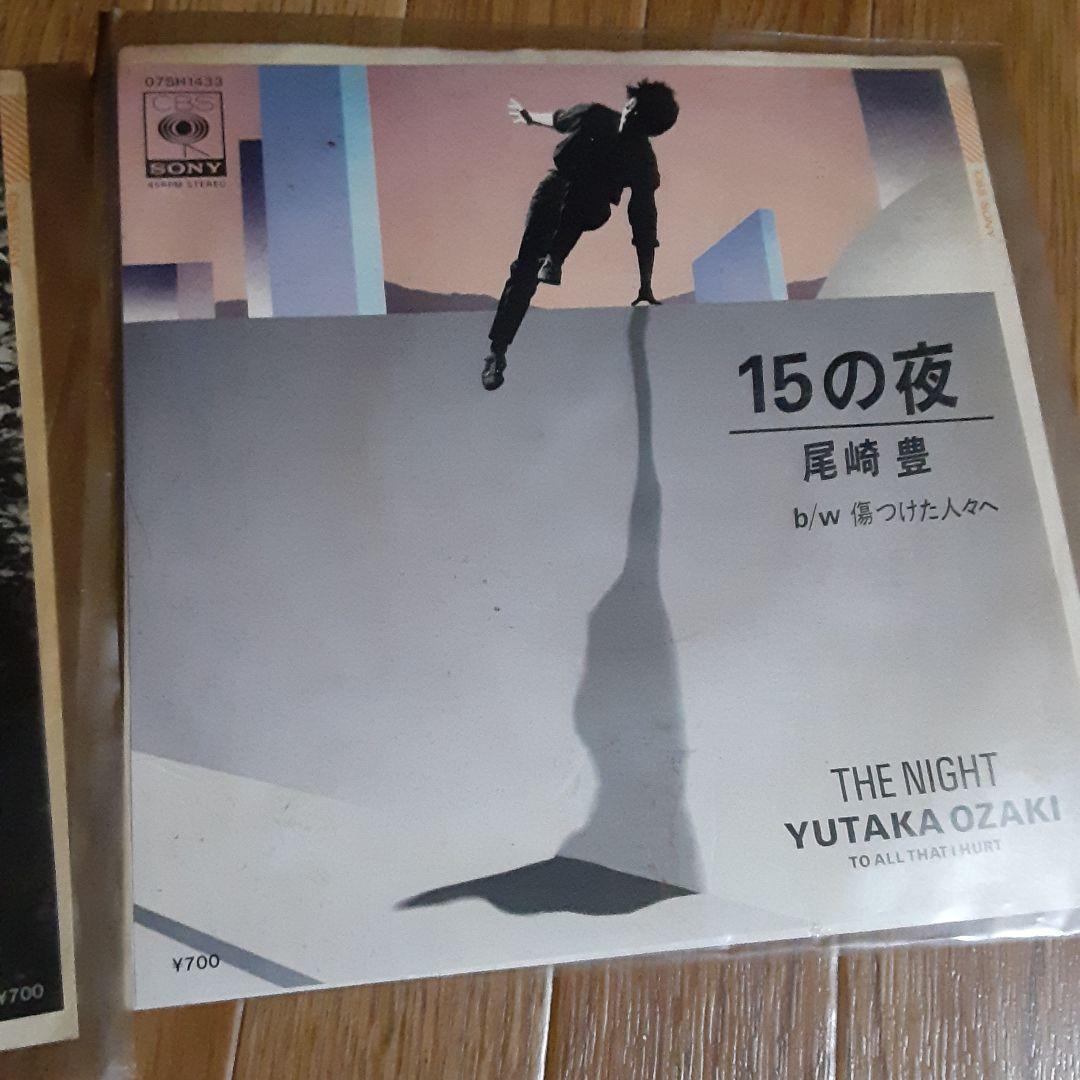 07SH1433
CBS
SONY
45RPM STEREO
15の夜
尾崎 豊
b/w 傷つけた人々へ
THE NIGHT
YUTAKA OZAKI
TO ALL THAT I HURT
¥700
¥700